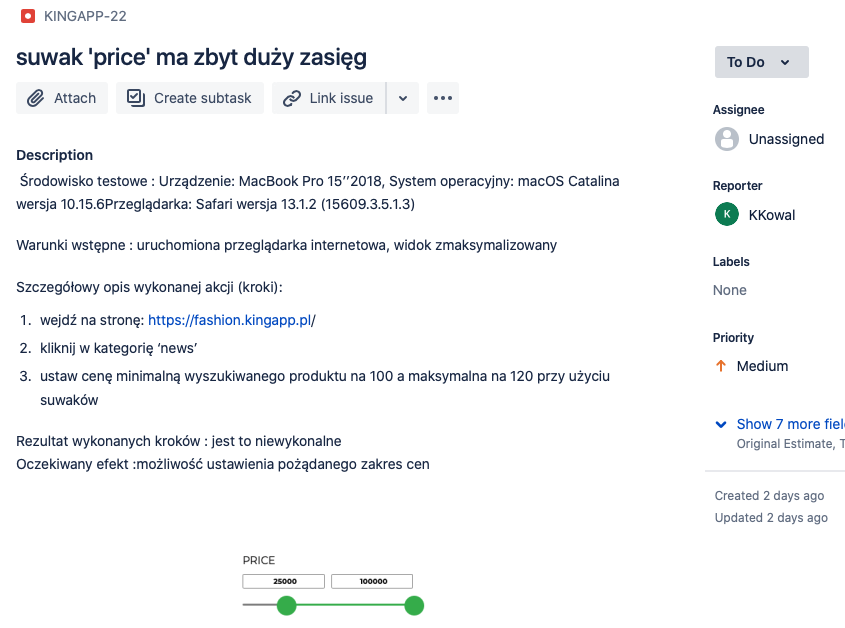 KINGAPP-22
suwak 'price' ma zbyt duży zasięg
Attach
Create subtask
Link issue
Description
Środowisko testowe : Urządzenie: MacBook Pro 15’’2018, System operacyjny: macOS Catalina
wersja 10.15.6Przeglądarka: Safari wersja 13.1.2 (15609.3.5.1.3)
Warunki wstępne : uruchomiona przeglądarka internetowa, widok zmaksymalizowany
Szczegółowy opis wykonanej akcji (kroki):
1. wejdź na stronę: https://fashion.kingapp.pl/
2. kliknij w kategorię ‘news’
3. ustaw cenę minimalną wyszukiwanego produktu na 100 a maksymalna na 120 przy użyciu
suwaków
Rezultat wykonanych kroków : jest to niewykonalne
Oczekiwany efekt :możliwość ustawienia pożądanego zakres cen
PRICE
25000
100000
To Do
Assignee
Unassigned
Reporter
K
KKowal
Labels
None
Priority
Medium
Show 7 more fiel
Original Estimate, T
Created 2 days ago
Updated 2 days ago